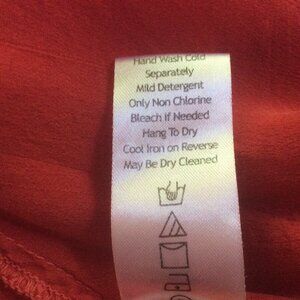 Hand Wash Cold
Separately
Mild Detergent
Only Non Chlorine
Bleach if Needed
Hang To Dry
Cool Iron on Reverse
May Be Dry Cleaned